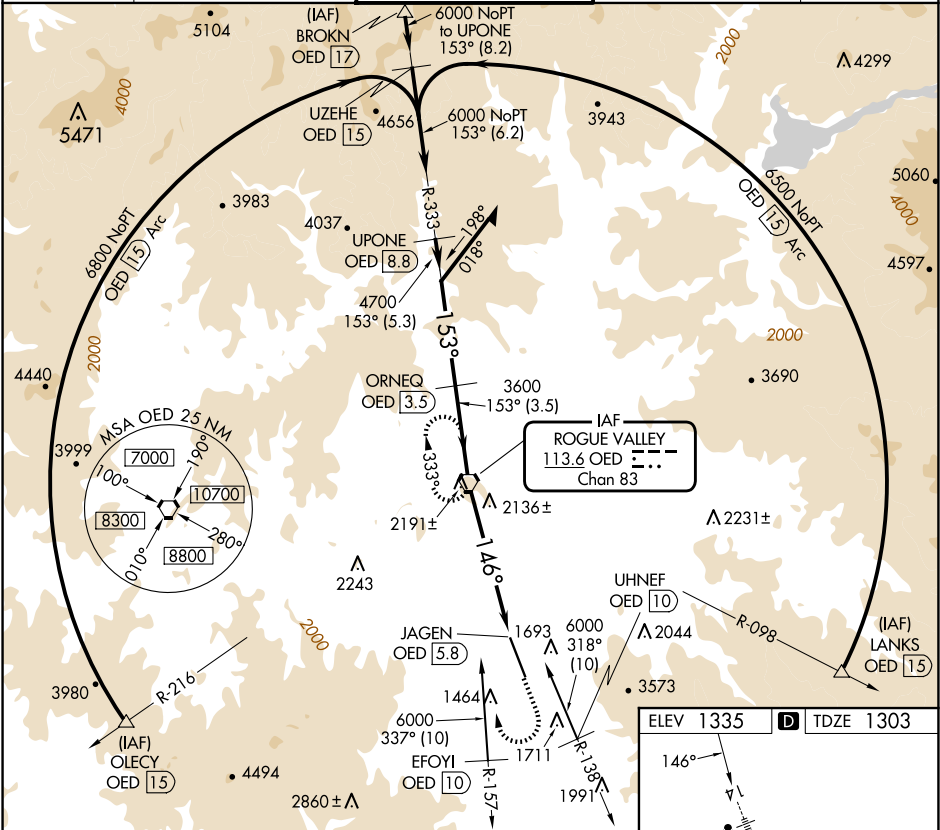 5104
(IAF)
BROKN
OED 17
6000 NoPT
to UPONE
153° (8.2)
2000
4299
4000
5471
UZEHE
OED 15
4656
6000 NoPT
153° (6.2)
3943
5060
4000
4597
3983
4037
R-333
198°
018°
UPONE
OED 8.8
4700
153° (5.3)
6800 NoPT
OED 15 Arc
6500 NoPT
OED 15 Arc
2000
2000
153°
4440
ORNEQ
OED 3.5
3600
153° (3.5)
3690
MSA OED 25 NM
3999
7000
190°
100°
10700
8300
280°
010°
8800
333°
IAF
ROGUE VALLEY
113.6 OED
Chan 83
2191±
2136±
2231±
146°
2243
UHNEF
OED 10
2000
JAGEN
OED 5.8
1693
6000
318°
(10)
2044
R-098
(IAF)
LANKS
OED 15
R-216
3980
1464
3573
6000
337° (10)
1711
(IAF)
OLECY
OED 15
EFOYI
OED 10
R-157
R-138
4494
2860±
1991
ELEV 1335
D
TDZE 1303
146°